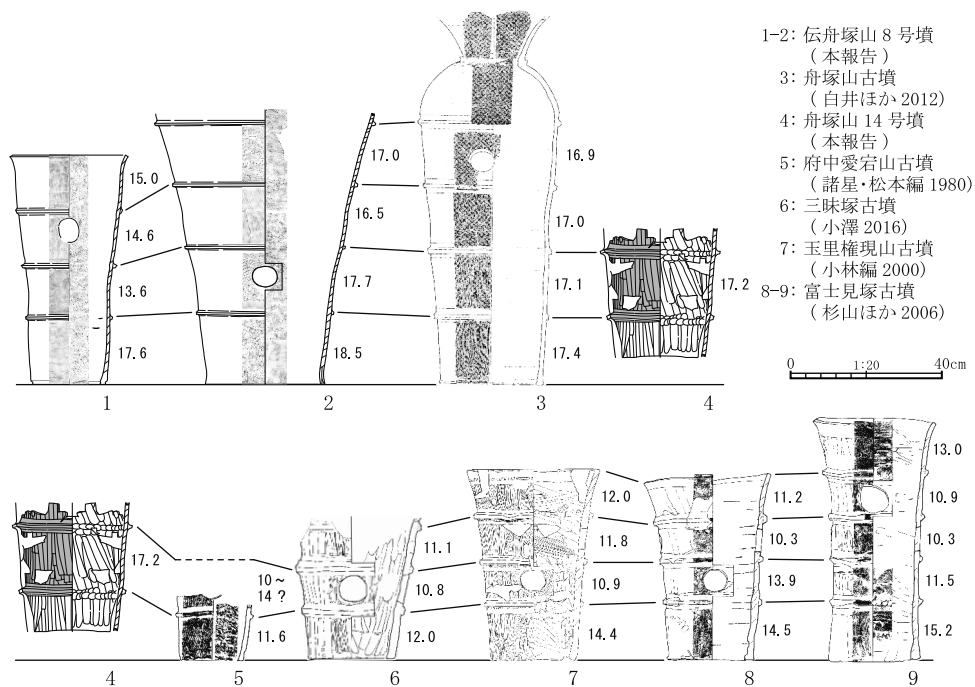 1-2：伝舟塚山 8 号墳
（本報告）
3：舟塚山古墳
（白井ほか 2012）
4：舟塚山 14 号墳
（本報告）
5：府中愛宕山古墳
（諸星・松本編 1980）
6：三昧塚古墳
（小澤 2016）
7：玉里権現山古墳
（小林編 2000）
8-9：富士見塚古墳
（杉山ほか 2006）
0 1:20 40cm
15.0
14.6
13.6
17.6
17.0
16.5
17.7
18.5
16.9
17.0
17.1
17.4
17.2
1 2 3 4
17.2
10～
14？
11.6
11.1
10.8
12.0
12.0
11.8
10.9
14.4
11.2
10.3
13.9
14.5
13.0
10.9
10.3
11.5
15.2
4 5 6 7 8 9